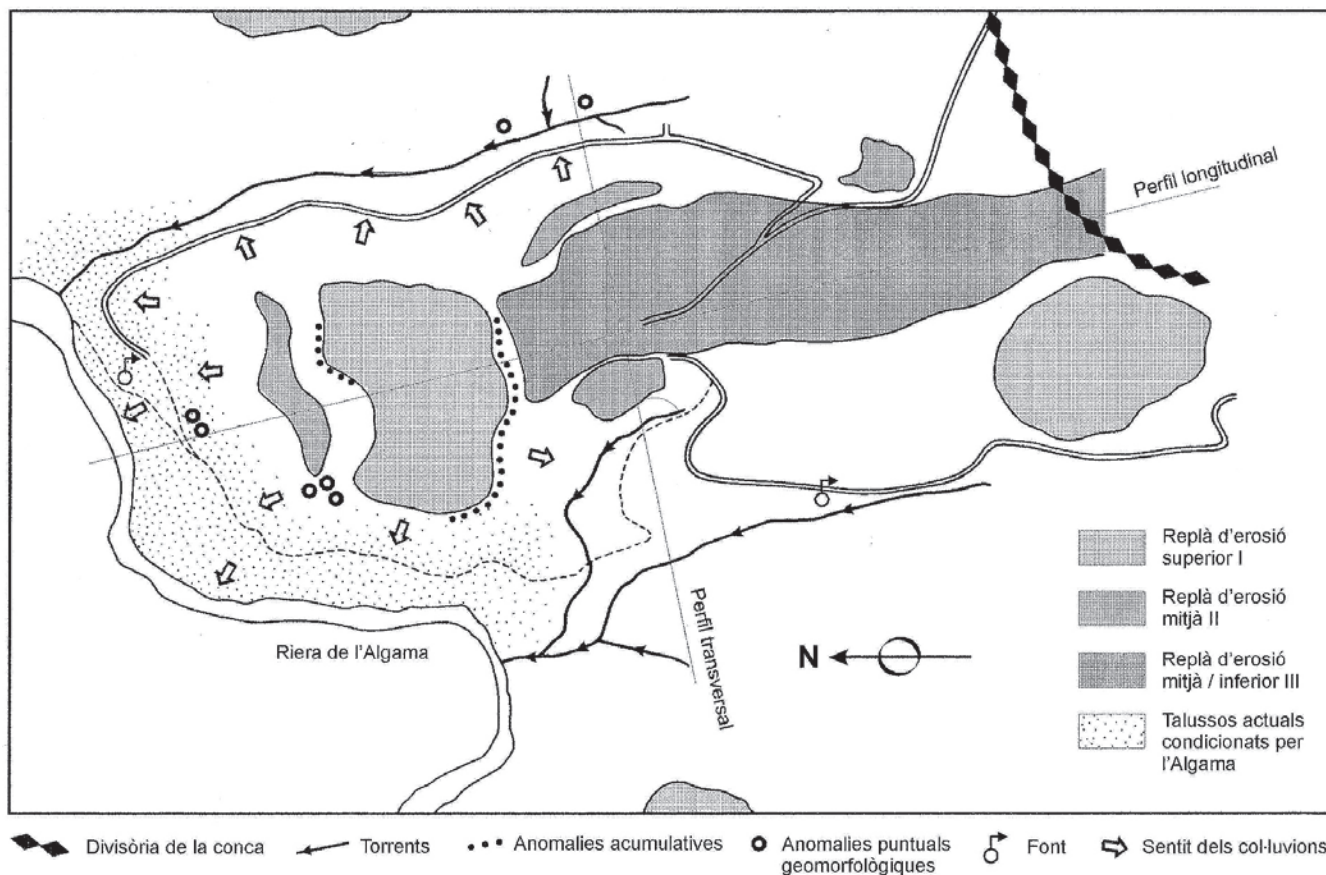 Perfil longitudinal
Riera de l'Algama
Perfil transversal
N
Replà d'erosió
superior I
Replà d'erosió
mitjà II
Replà d'erosió
mitjà / inferior III
Talussos actuals
condicionats per
l'Algama
Divisòria de la conca
Torrents
Anomalies acumulatives
Anomalies puntuals
geomorfològiques
Font
Sentit dels col·luvions